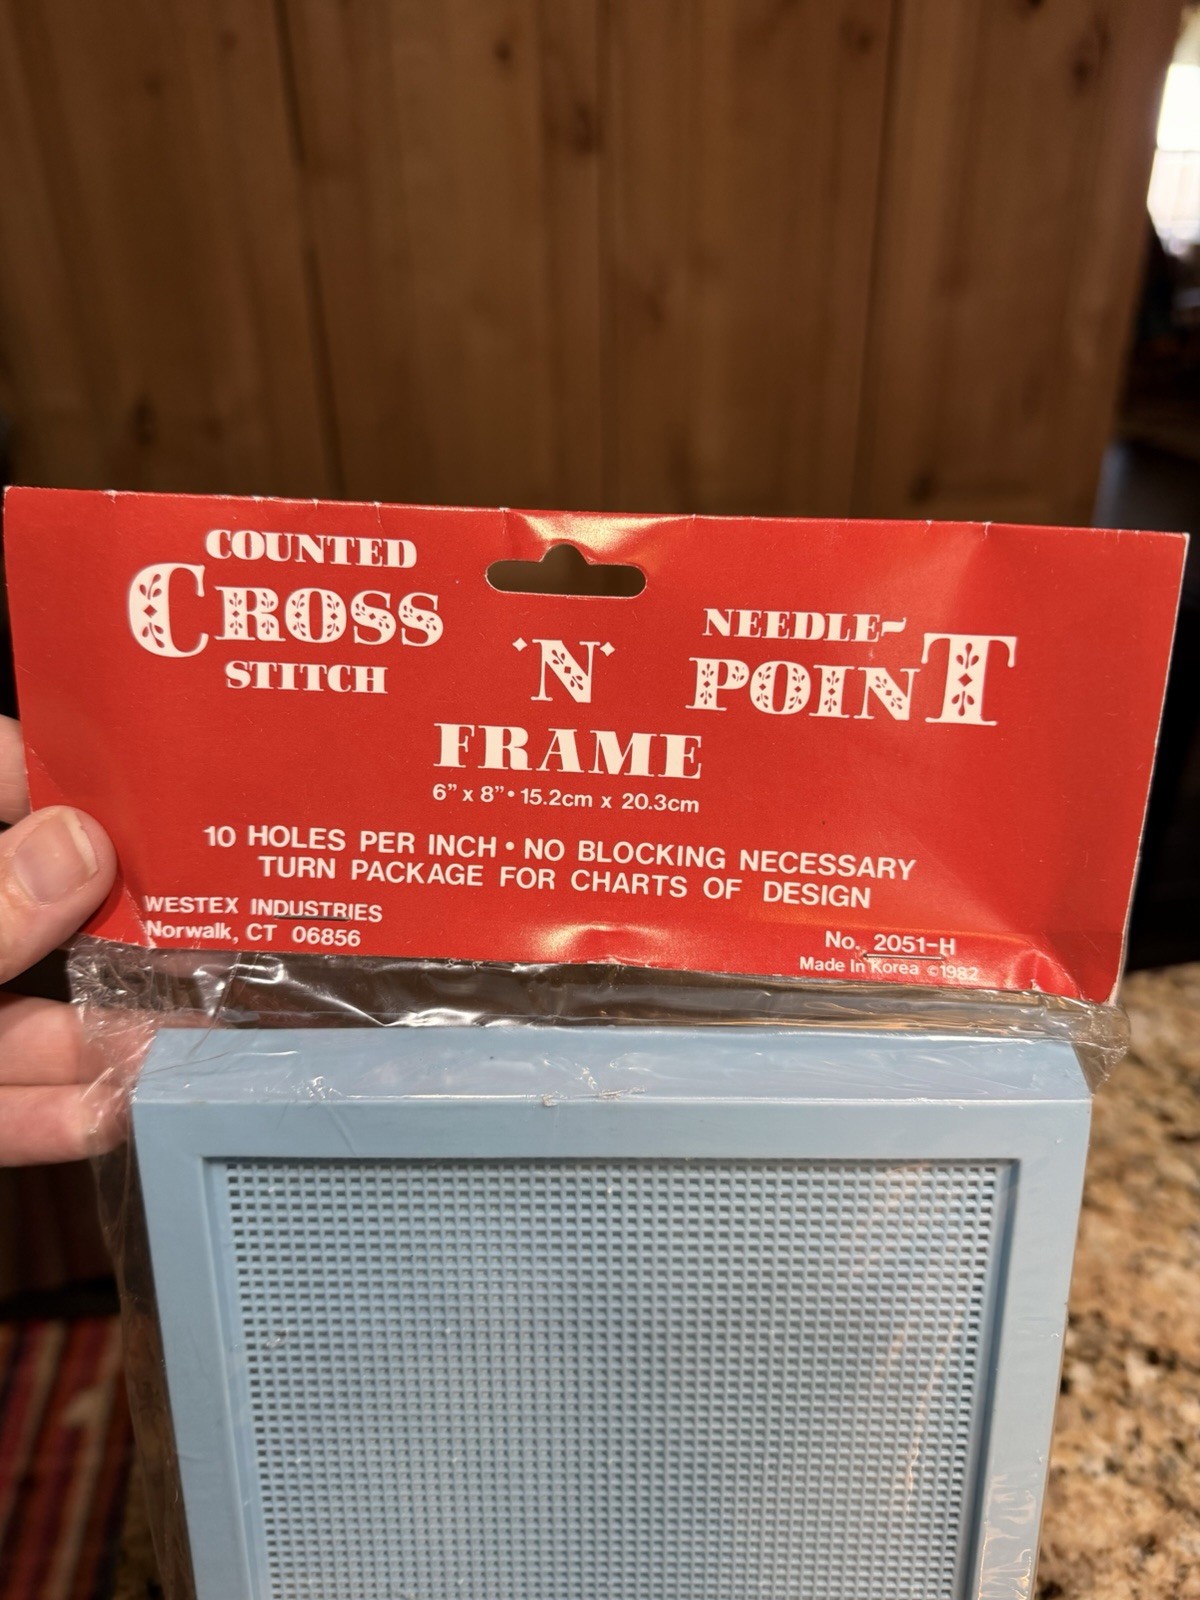 COUNTED
CROSS
STITCH
'N'
NEEDLE-
POINT
FRAME
6" x 8" • 15.2cm x 20.3cm
10 HOLES PER INCH • NO BLOCKING NECESSARY
TURN PACKAGE FOR CHARTS OF DESIGN
WESTEX INDUSTRIES
Norwalk, CT 06856
No. 2051-H
Made In Korea ©1982